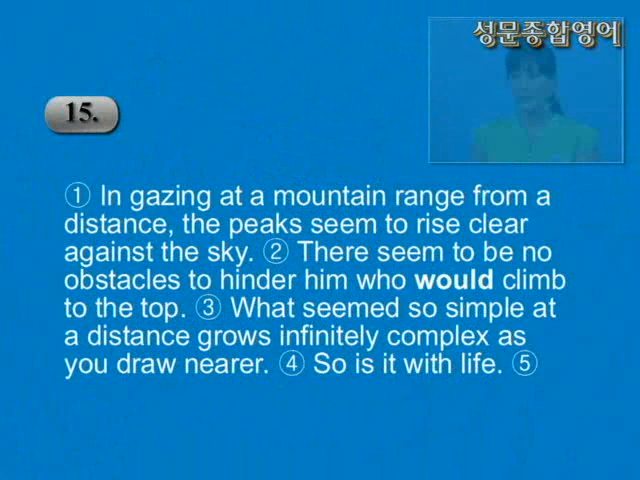 성문종합영어
15.
① In gazing at a mountain range from a
distance, the peaks seem to rise clear
against the sky. ② There seem to be no
obstacles to hinder him who would climb
to the top. ③ What seemed so simple at
a distance grows infinitely complex as
you draw nearer. ④ So is it with life. ⑤